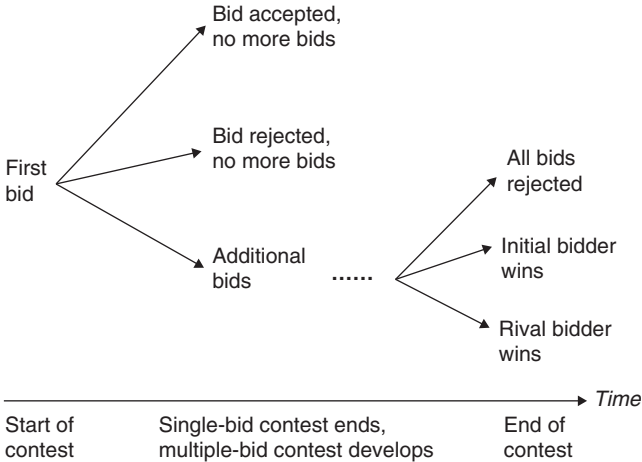 Bid accepted,
no more bids
Bid rejected,
no more bids
First
bid
All bids
rejected
Additional
bids
......
Initial bidder
wins
Rival bidder
wins
Time
Start of
contest
Single-bid contest ends,
multiple-bid contest develops
End of
contest